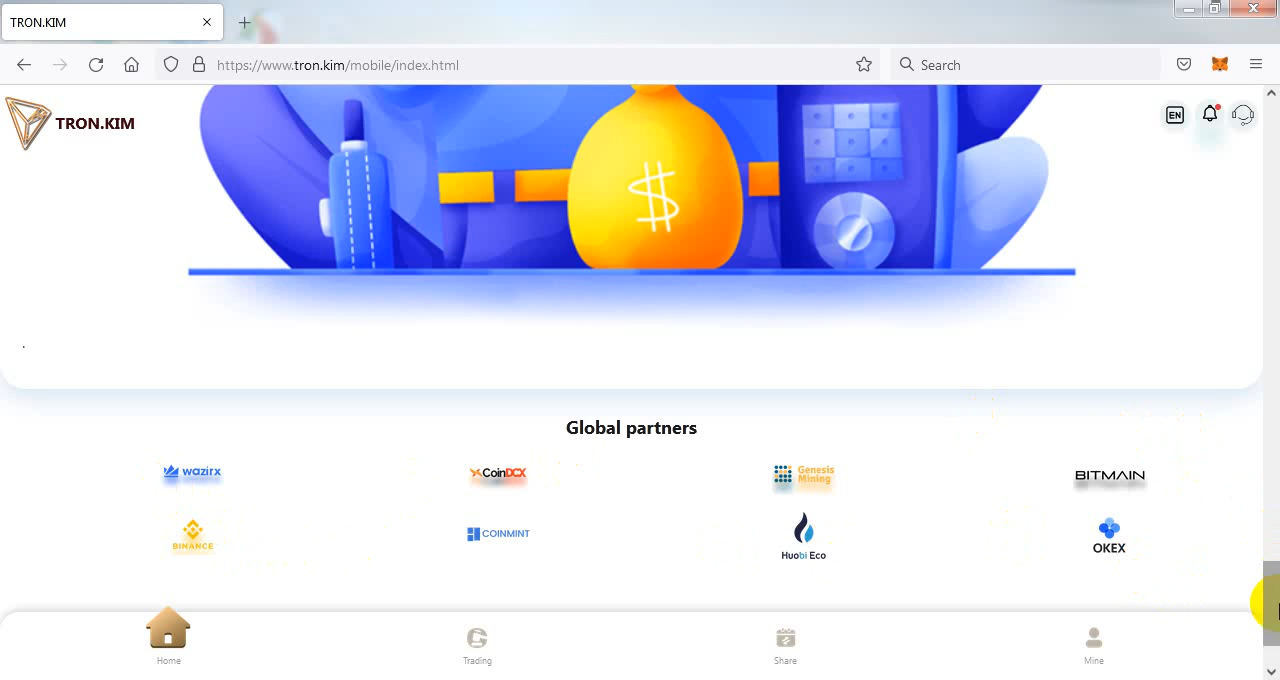 TRON.KIM
https://www.tron.kim/mobile/index.html
Search
TRON.KIM
EN
$
.
Global partners
wazirx
CoinDCX
Genesis
Mining
BITMAIN
BINANCE
COINMINT
Huobi Eco
OKEX
Home
Trading
Share
Mine